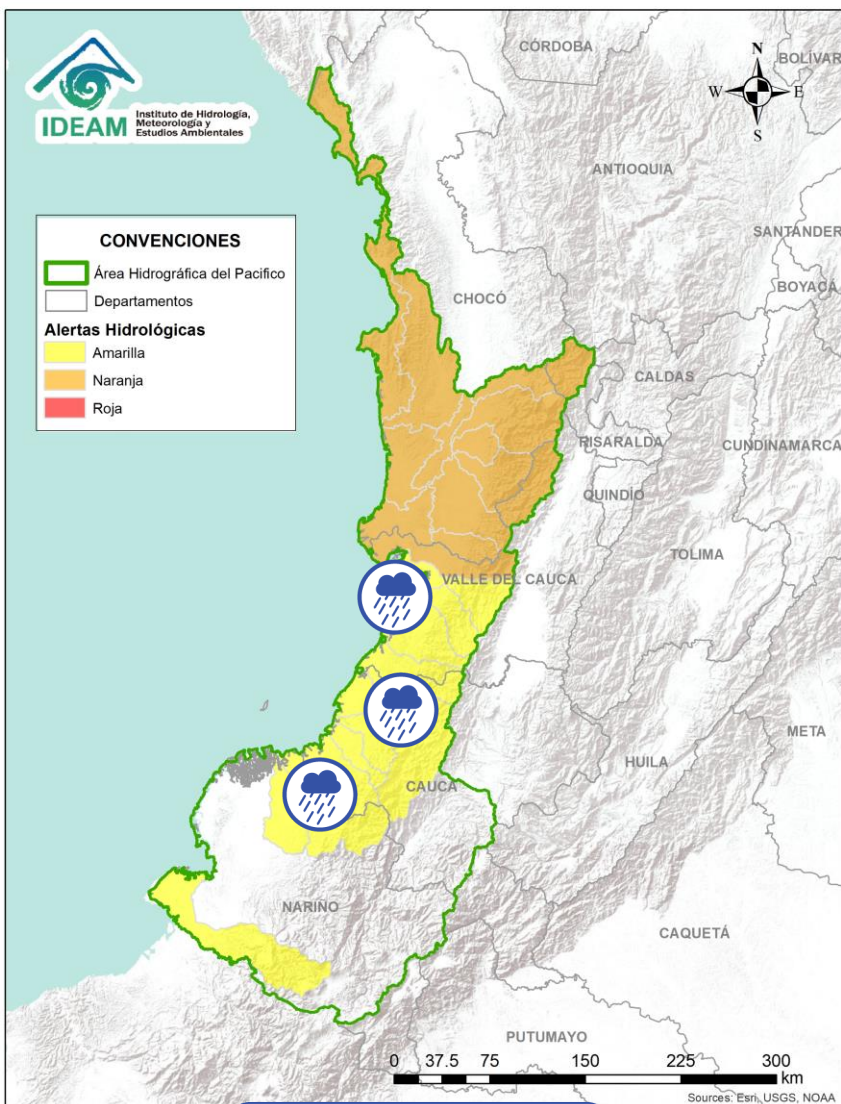 IDEAM
Instituto de Hidrología,
Meteorología y
Estudios Ambientales
N
W
E
S
CÓRDOBA
BOLÍVAR
ANTIOQUIA
SANTANDER
BOYACÁ
CHOCÓ
CALDAS
RISARALDA
CUNDINAMARCA
QUINDÍO
TOLIMA
VALLE DEL CAUCA
META
HUILA
CAUCA
NARIÑO
CAQUETÁ
PUTUMAYO
CONVENCIONES
Área Hidrográfica del Pacifico
Departamentos
Alertas Hidrológicas
Amarilla
Naranja
Roja
0 37.5 75 150 225 300
km
Sources: Esri, USGS, NOAA